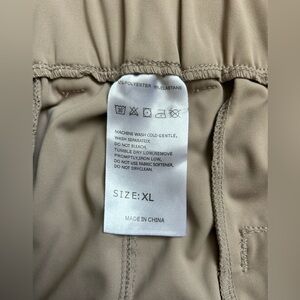 POLYESTER ELASTANE
MACHINE WASH COLD GENTLE,
WASH SEPARATELY.
DO NOT BLEACH.
TUMBLE DRY LOW,REMOVE
PROMPTLY,IRON LOW.
DO NOT USE FABRIC SOFTENER.
DO NOT DRYCLEAN.
SIZE:XL
MADE IN CHINA